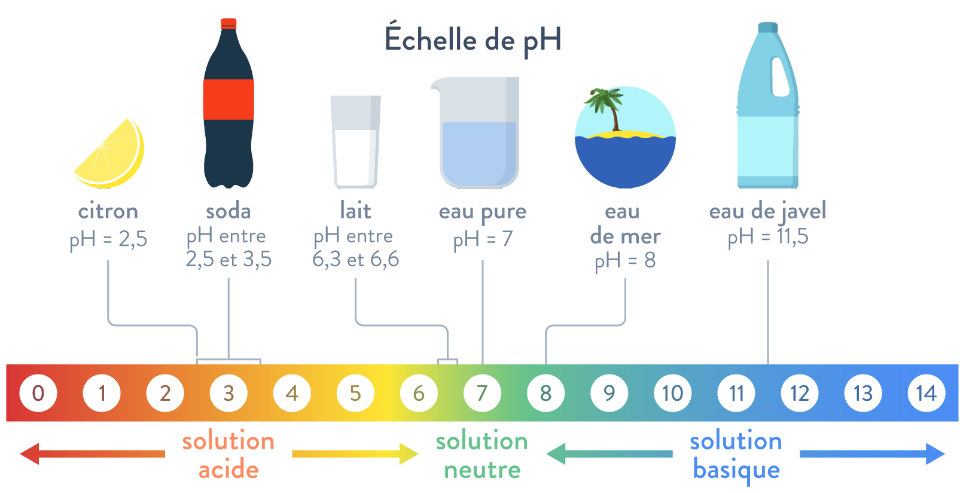 Échelle de pH
citron
pH = 2,5
soda
pH entre
2,5 et 3,5
lait
pH entre
6,3 et 6,6
eau pure
pH = 7
eau
de mer
pH = 8
eau de javel
pH = 11,5
0 1 2 3 4 5 6 7 8 9 10 11 12 13 14
solution
acide
solution
neutre
solution
basique